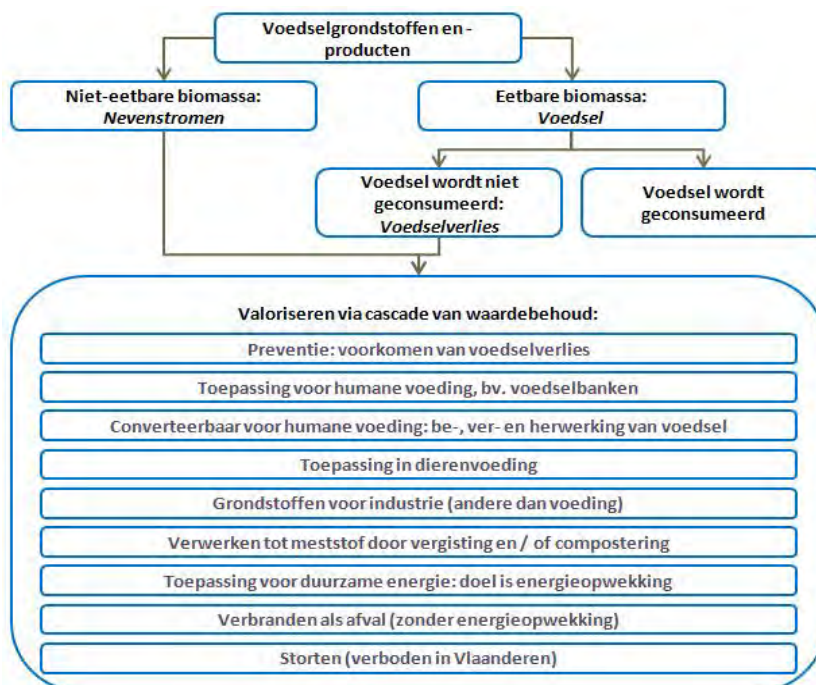 Voedselgrondstoffen en -
producten
Niet-eetbare biomassa:
Nevenstromen
Eetbare biomassa:
Voedsel
Voedsel wordt niet
geconsumeerd:
Voedselverlies
Voedsel wordt
geconsumeerd
Valoriseren via cascade van waardebehoud:
Preventie: voorkomen van voedselverlies
Toepassing voor humane voeding, bv. voedselbanken
Converteerbaar voor humane voeding: be-, ver- en herwerking van voedsel
Toepassing in dierenvoeding
Grondstoffen voor industrie (andere dan voeding)
Verwerken tot meststof door vergisting en / of compostering
Toepassing voor duurzame energie: doel is energieopwekking
Verbranden als afval (zonder energieopwekking)
Storten (verboden in Vlaanderen)